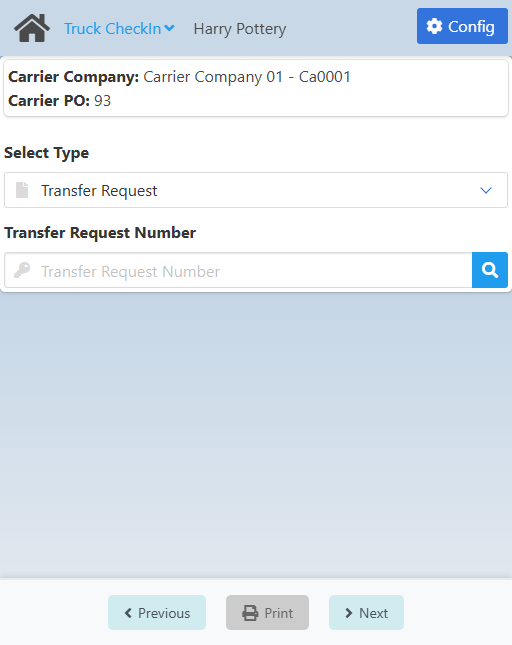 Truck CheckIn Harry Pottery Config
Carrier Company: Carrier Company 01 - Ca0001
Carrier PO: 93
Select Type
Transfer Request
Transfer Request Number
Transfer Request Number
Previous Print Next